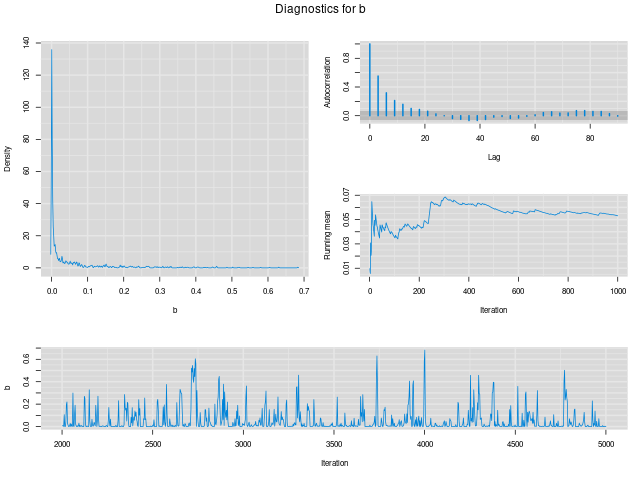 Diagnostics for b
Density
0 20 40 60 80 100 120 140
0.0 0.1 0.2 0.3 0.4 0.5 0.6 0.7
b
Autocorrelation
0.0 0.4 0.8
0 20 40 60 80
Lag
Running mean
0.01 0.03 0.05 0.07
0 200 400 600 800 1000
Iteration
b
0.0 0.2 0.4 0.6
2000 2500 3000 3500 4000 4500 5000
Iteration